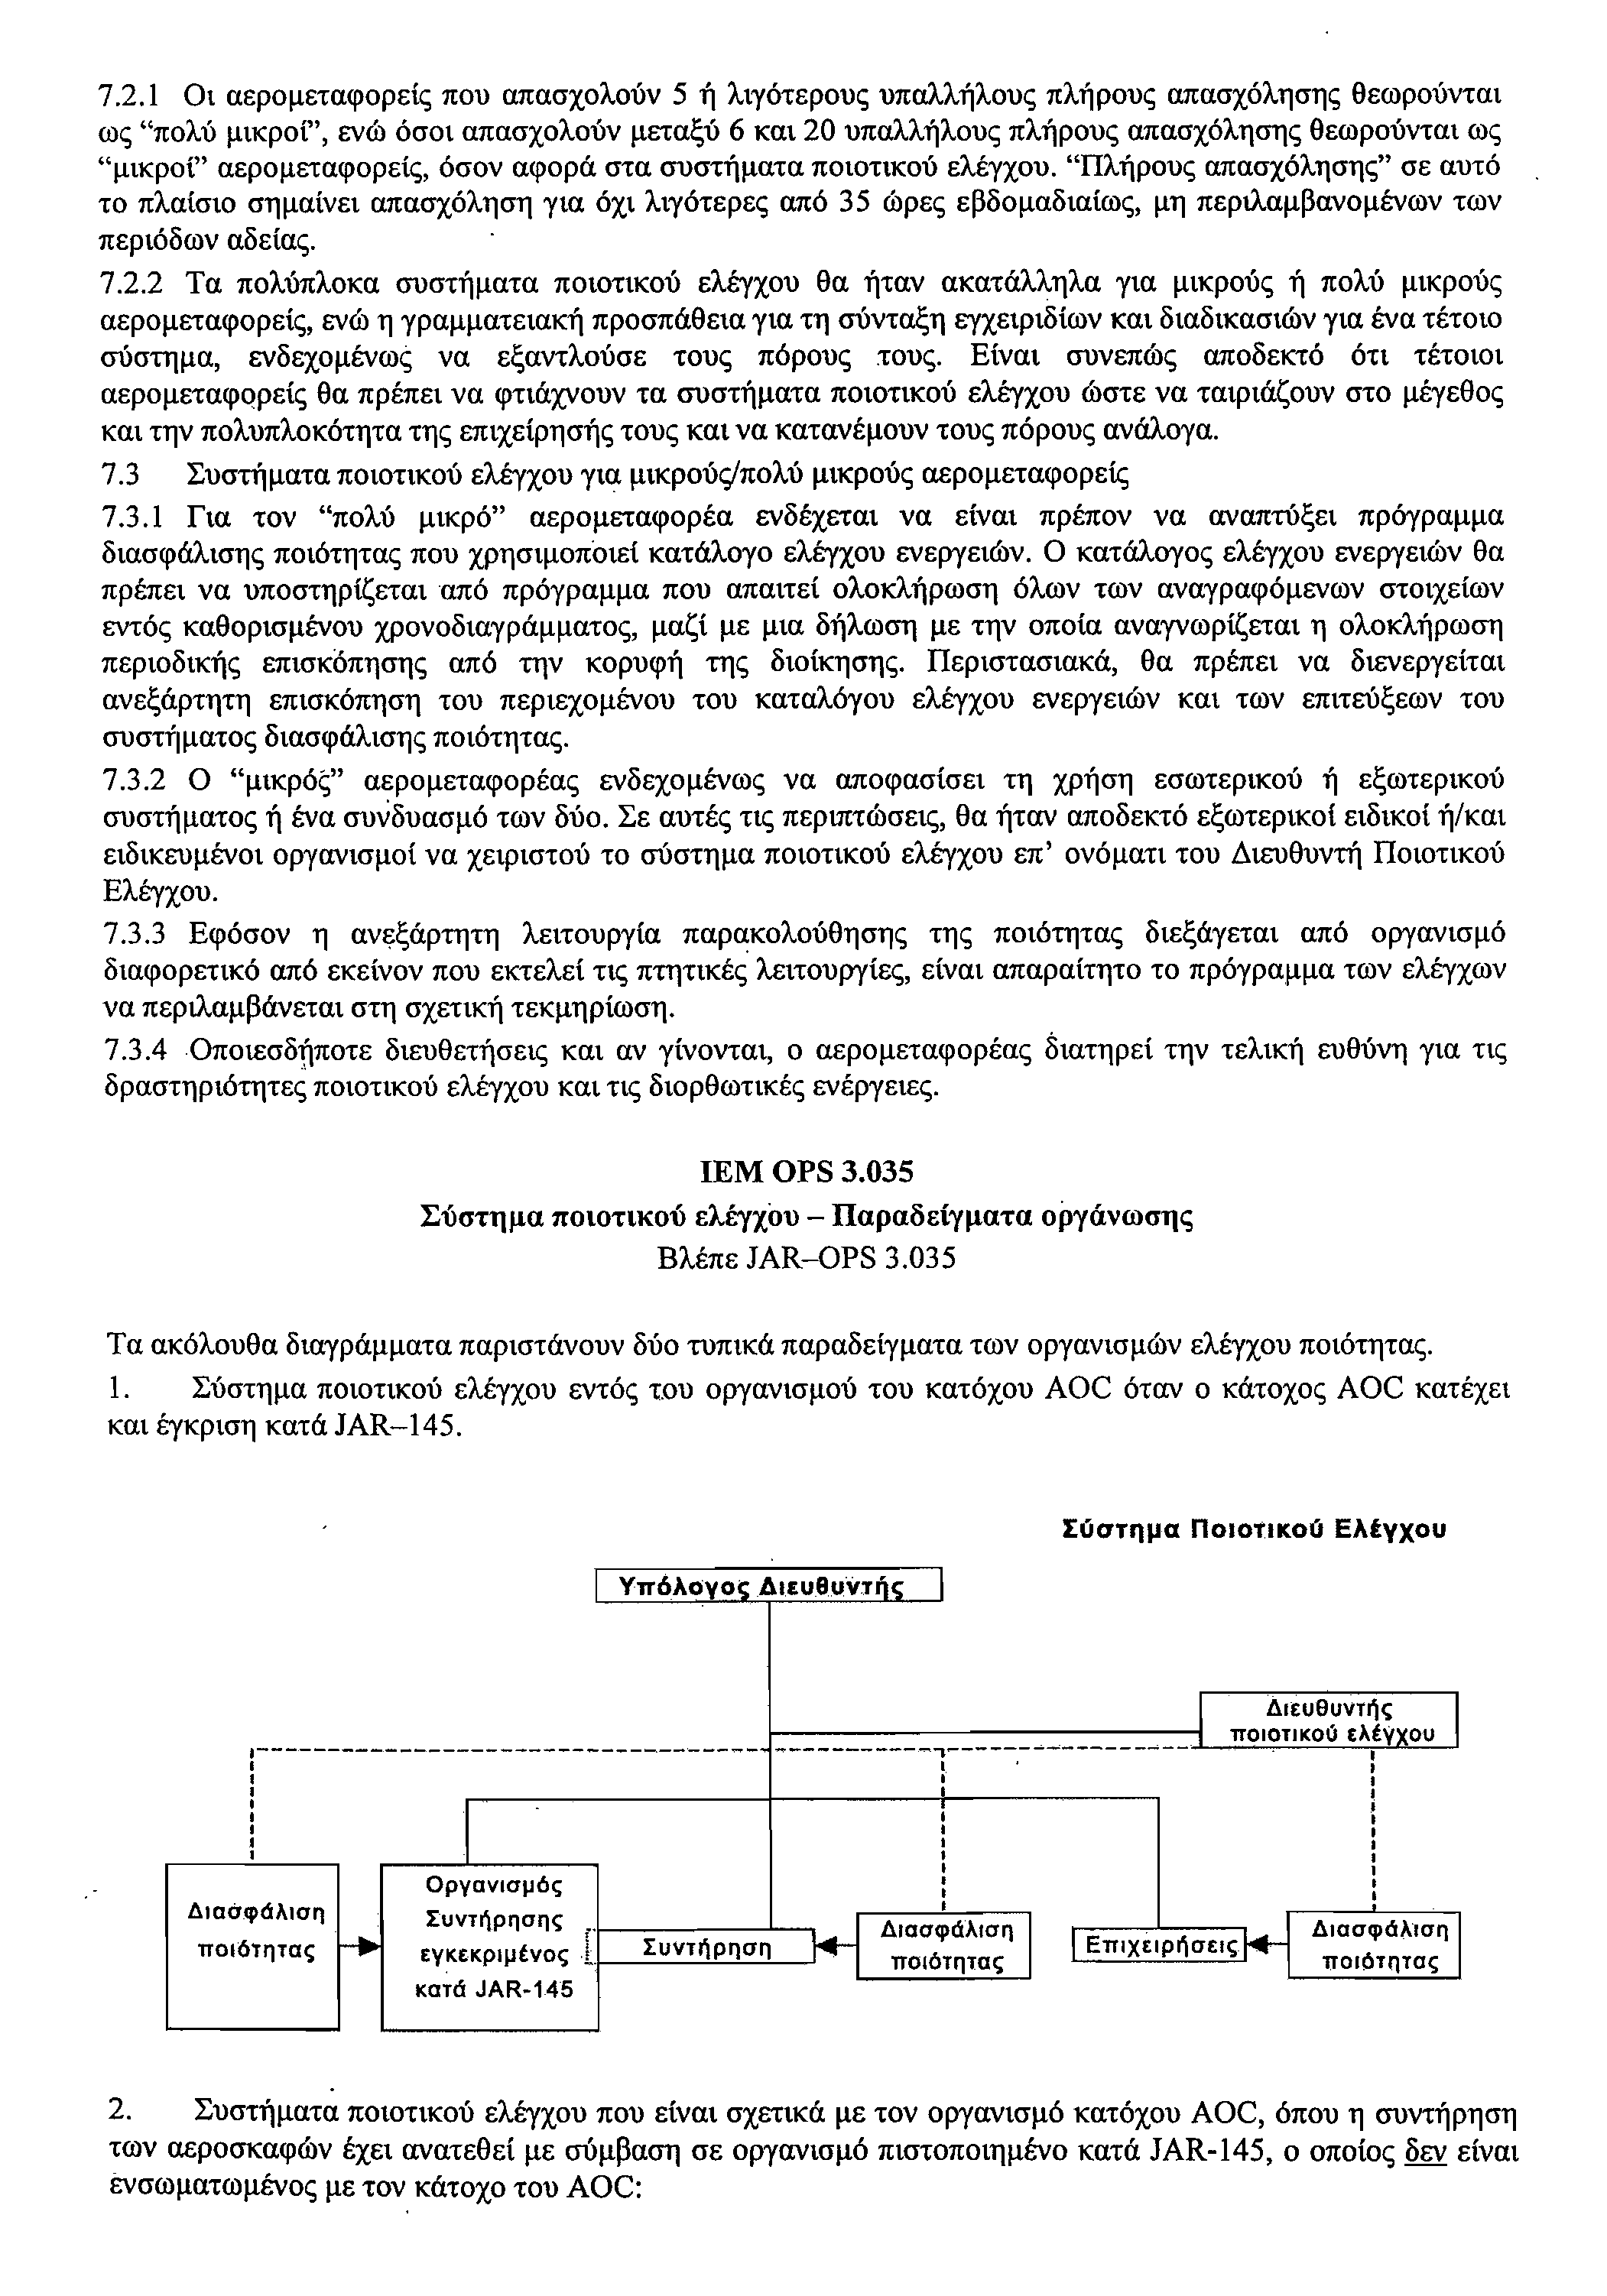 7.2.1 Οι αερομεταφορείς που απασχολούν 5 ή λιγότερους υπαλλήλους πλήρους απασχόλησης θεωρούνται
ως “πολύ μικροί”, ενώ όσοι απασχολούν μεταξύ 6 και 20 υπαλλήλους πλήρους απασχόλησης θεωρούνται ως
“μικροί” αερομεταφορείς, όσον αφορά στα συστήματα ποιοτικού ελέγχου. “Πλήρους απασχόλησης” σε αυτό
το πλαίσιο σημαίνει απασχόληση για όχι λιγότερες από 35 ώρες εβδομαδιαίως, μη περιλαμβανομένων των
περιόδων αδείας.
7.2.2 Τα πολύπλοκα συστήματα ποιοτικού ελέγχου θα ήταν ακατάλληλα για μικρούς ή πολύ μικρούς
αερομεταφορείς, ενώ η γραμματειακή προσπάθεια για τη σύνταξη εγχειριδίων και διαδικασιών για ένα τέτοιο
σύστημα, ενδεχομένως να εξαντλούσε τους πόρους τους. Είναι συνεπώς αποδεκτό ότι τέτοιοι
αερομεταφορείς θα πρέπει να φτιάχνουν τα συστήματα ποιοτικού ελέγχου ώστε να ταιριάζουν στο μέγεθος
και την πολυπλοκότητα της επιχείρησής τους και να κατανέμουν τους πόρους ανάλογα.
7.3 Συστήματα ποιοτικού ελέγχου για μικρούς/πολύ μικρούς αερομεταφορείς
7.3.1 Για τον “πολύ μικρό” αερομεταφορέα ενδέχεται να είναι πρέπον να αναπτύξει πρόγραμμα
διασφάλισης ποιότητας που χρησιμοποιεί κατάλογο ελέγχου ενεργειών. Ο κατάλογος ελέγχου ενεργειών θα
πρέπει να υποστηρίζεται από πρόγραμμα που απαιτεί ολοκλήρωση όλων των αναγραφόμενων στοιχείων
εντός καθορισμένου χρονοδιαγράμματος, μαζί με μια δήλωση με την οποία αναγνωρίζεται η ολοκλήρωση
περιοδικής επισκόπησης από την κορυφή της διοίκησης. Περιστασιακά, θα πρέπει να διενεργείται
ανεξάρτητη επισκόπηση του περιεχομένου του καταλόγου ελέγχου ενεργειών και των επιτεύξεων του
συστήματος διασφάλισης ποιότητας.
7.3.2 Ο “μικρός” αερομεταφορέας ενδεχομένως να αποφασίσει τη χρήση εσωτερικού ή εξωτερικού
συστήματος ή ένα συνδυασμό των δύο. Σε αυτές τις περιπτώσεις, θα ήταν αποδεκτό εξωτερικοί ειδικοί ή/και
ειδικευμένοι οργανισμοί να χειριστού το σύστημα ποιοτικού ελέγχου επ’ ονόματι του Διευθυντή Ποιοτικού
Ελέγχου.
7.3.3 Εφόσον η ανεξάρτητη λειτουργία παρακολούθησης της ποιότητας διεξάγεται από οργανισμό
διαφορετικό από εκείνον που εκτελεί τις πτητικές λειτουργίες, είναι απαραίτητο το πρόγραμμα των ελέγχων
να περιλαμβάνεται στη σχετική τεκμηρίωση.
7.3.4 Οποιεσδήποτε διευθετήσεις και αν γίνονται, ο αερομεταφορέας διατηρεί την τελική ευθύνη για τις
δραστηριότητες ποιοτικού ελέγχου και τις διορθωτικές ενέργειες.
IEM OPS 3.035
Σύστημα ποιοτικού ελέγχου – Παραδείγματα οργάνωσης
Βλέπε JAR–OPS 3.035
Τα ακόλουθα διαγράμματα παριστάνουν δύο τυπικά παραδείγματα των οργανισμών ελέγχου ποιότητας.
1. Σύστημα ποιοτικού ελέγχου εντός του οργανισμού του κατόχου AOC όταν ο κάτοχος AOC κατέχει
και έγκριση κατά JAR–145.
Σύστημα Ποιοτικού Ελέγχου
Υπόλογος Διευθυντής
Διευθυντής
ποιοτικού ελέγχου
Διασφάλιση
ποιότητας
Οργανισμός
Συντήρησης
εγκεκριμένος
κατά JAR-145
Συντήρηση
Διασφάλιση
ποιότητας
Επιχειρήσεις
Διασφάλιση
ποιότητας
2. Συστήματα ποιοτικού ελέγχου που είναι σχετικά με τον οργανισμό κατόχου AOC, όπου η συντήρηση
των αεροσκαφών έχει ανατεθεί με σύμβαση σε οργανισμό πιστοποιημένο κατά JAR-145, ο οποίος δεν είναι
ενσωματωμένος με τον κάτοχο του AOC: